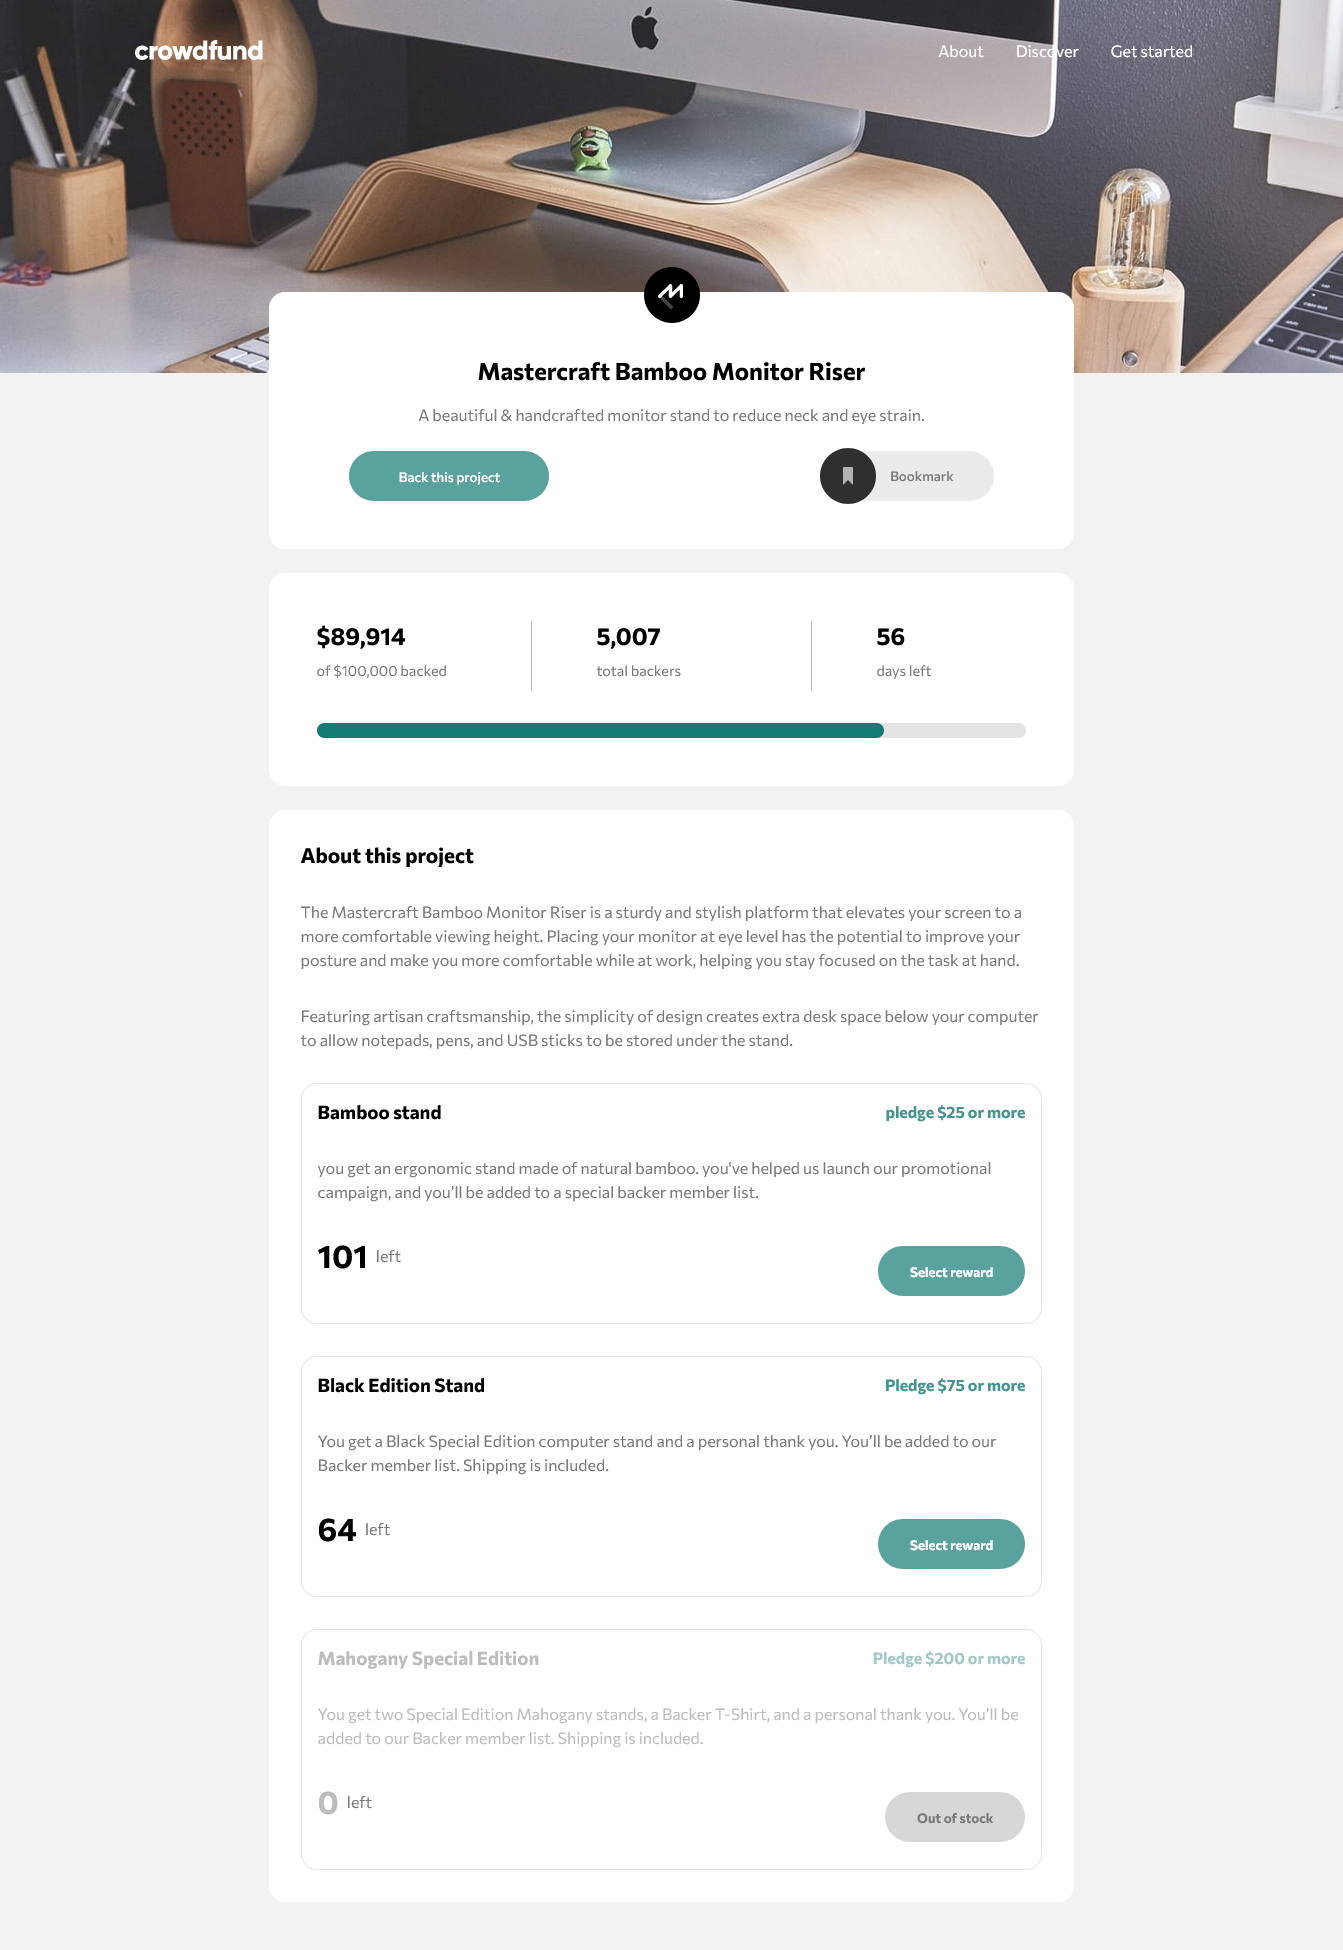 crowdfund
About Discover Get started
Mastercraft Bamboo Monitor Riser
A beautiful & handcrafted monitor stand to reduce neck and eye strain.
Back this project
Bookmark
$89,914
of $100,000 backed
5,007
total backers
56
days left
About this project
The Mastercraft Bamboo Monitor Riser is a sturdy and stylish platform that elevates your screen to a
more comfortable viewing height. Placing your monitor at eye level has the potential to improve your
posture and make you more comfortable while at work, helping you stay focused on the task at hand.
Featuring artisan craftsmanship, the simplicity of design creates extra desk space below your computer
to allow notepads, pens, and USB sticks to be stored under the stand.
Bamboo stand
pledge $25 or more
you get an ergonomic stand made of natural bamboo. you've helped us launch our promotional
campaign, and you’ll be added to a special backer member list.
101 left
Select reward
Black Edition Stand
Pledge $75 or more
You get a Black Special Edition computer stand and a personal thank you. You’ll be added to our
Backer member list. Shipping is included.
64 left
Select reward
Mahogany Special Edition
Pledge $200 or more
You get two Special Edition Mahogany stands, a Backer T-Shirt, and a personal thank you. You’ll be
added to our Backer member list. Shipping is included.
0 left
Out of stock